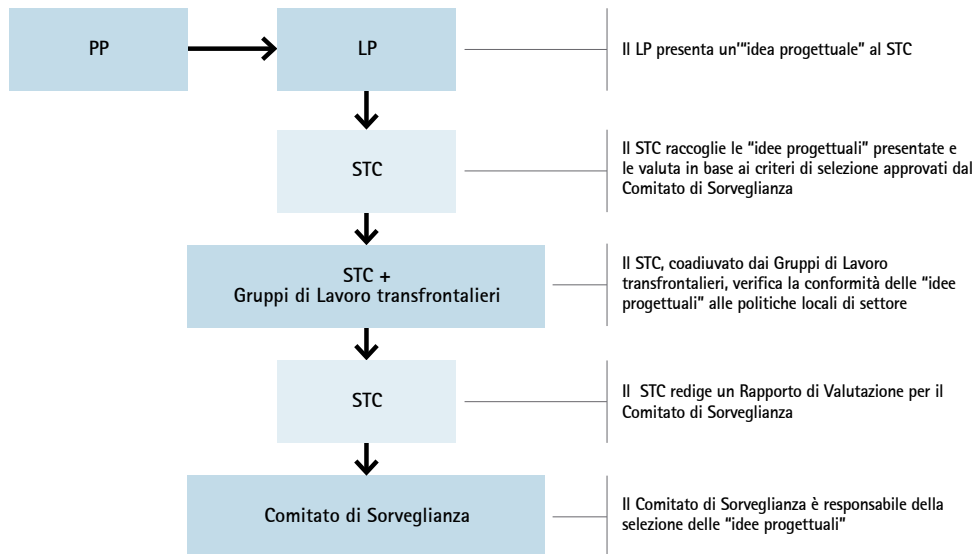 PP
LP
Il LP presenta un'“idea progettuale” al STC
STC
Il STC raccoglie le “idee progettuali” presentate e
le valuta in base ai criteri di selezione approvati dal
Comitato di Sorveglianza
STC +
Gruppi di Lavoro transfrontalieri
Il STC, coadiuvato dai Gruppi di Lavoro
transfrontalieri, verifica la conformità delle “idee
progettuali” alle politiche locali di settore
STC
Il  STC redige un Rapporto di Valutazione per il
Comitato di Sorveglianza
Comitato di Sorveglianza
Il Comitato di Sorveglianza è responsabile della
selezione delle “idee progettuali”